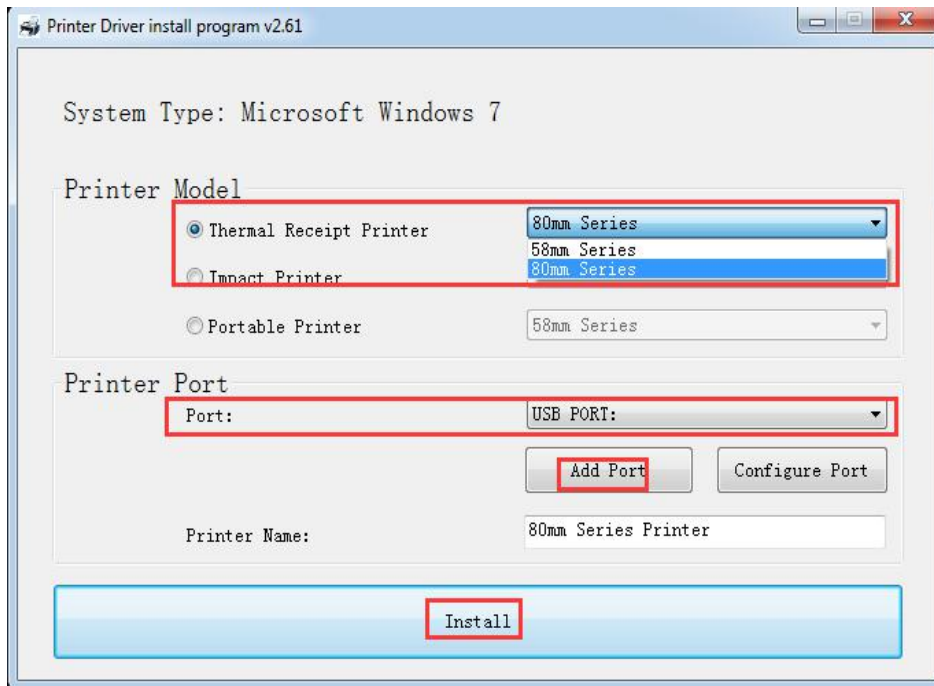 Printer Driver install program v2.61
System Type: Microsoft Windows 7
Printer Model
Thermal Receipt Printer 80mm Series
58mm Series
80mm Series
Impact Printer
Portable Printer 58mm Series
Printer Port
Port: USB PORT:
Add Port Configure Port
Printer Name: 80mm Series Printer
Install